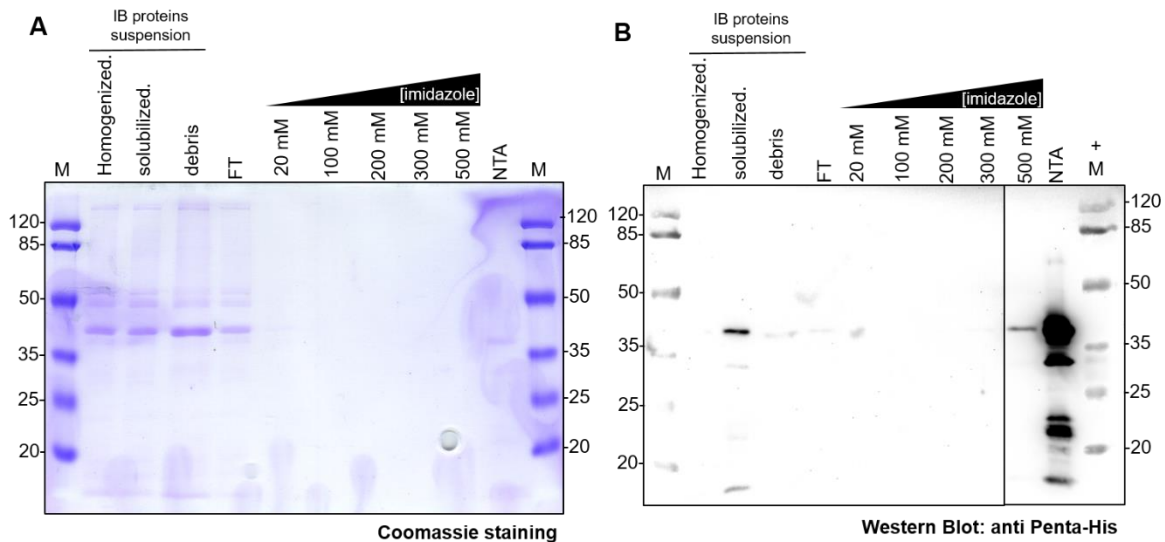 A
IB proteins
suspension
Homogenized.
solubilized.
debris
FT
[imidazole]
20 mM
100 mM
200 mM
300 mM
500 mM
NTA
M
M
120
85
50
35
25
20
120
85
50
35
25
20
Coomassie staining
B
IB proteins
suspension
Homogenized.
solubilized.
debris
FT
[imidazole]
20 mM
100 mM
200 mM
300 mM
500 mM
NTA
M
+
M
120
85
50
35
25
20
120
85
50
35
25
20
Western Blot: anti Penta-His